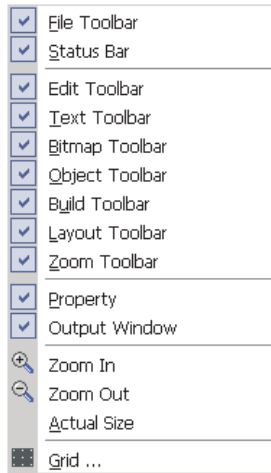 File Toolbar
Status Bar
Edit Toolbar
Text Toolbar
Bitmap Toolbar
Object Toolbar
Build Toolbar
Layout Toolbar
Zoom Toolbar
Property
Output Window
Zoom In
Zoom Out
Actual Size
Grid ...